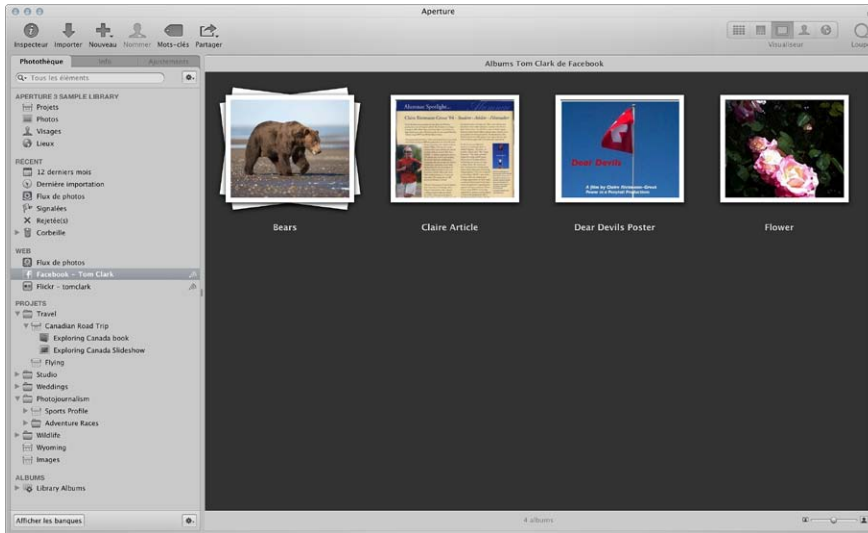 Aperture
Inspecteur Importer Nouveau Nommer Mots-clés Partager
Visualiseur
Loupe
Photothèque Info Ajustements
Tous les éléments
Albums Tom Clark de Facebook
APERTURE 3 SAMPLE LIBRARY
Projets
Photos
Visages
Lieux
RÉCENT
12 derniers mois
Dernière importation
Flux de photos
Signalées
Rejetée(s)
Corbeille
WEB
Flux de photos
Facebook - Tom Clark
Flickr - tomclark
PROJETS
Travel
Canadian Road Trip
Exploring Canada book
Exploring Canada Slideshow
Flying
Studio
Weddings
Photojournalism
Sports Profile
Adventure Races
Wildlife
Wyoming
Images
ALBUMS
Library Albums
Afficher les banques
Alumnae Spotlight...
Dear Devils
Bears
Claire Article
Dear Devils Poster
Flower
4 albums